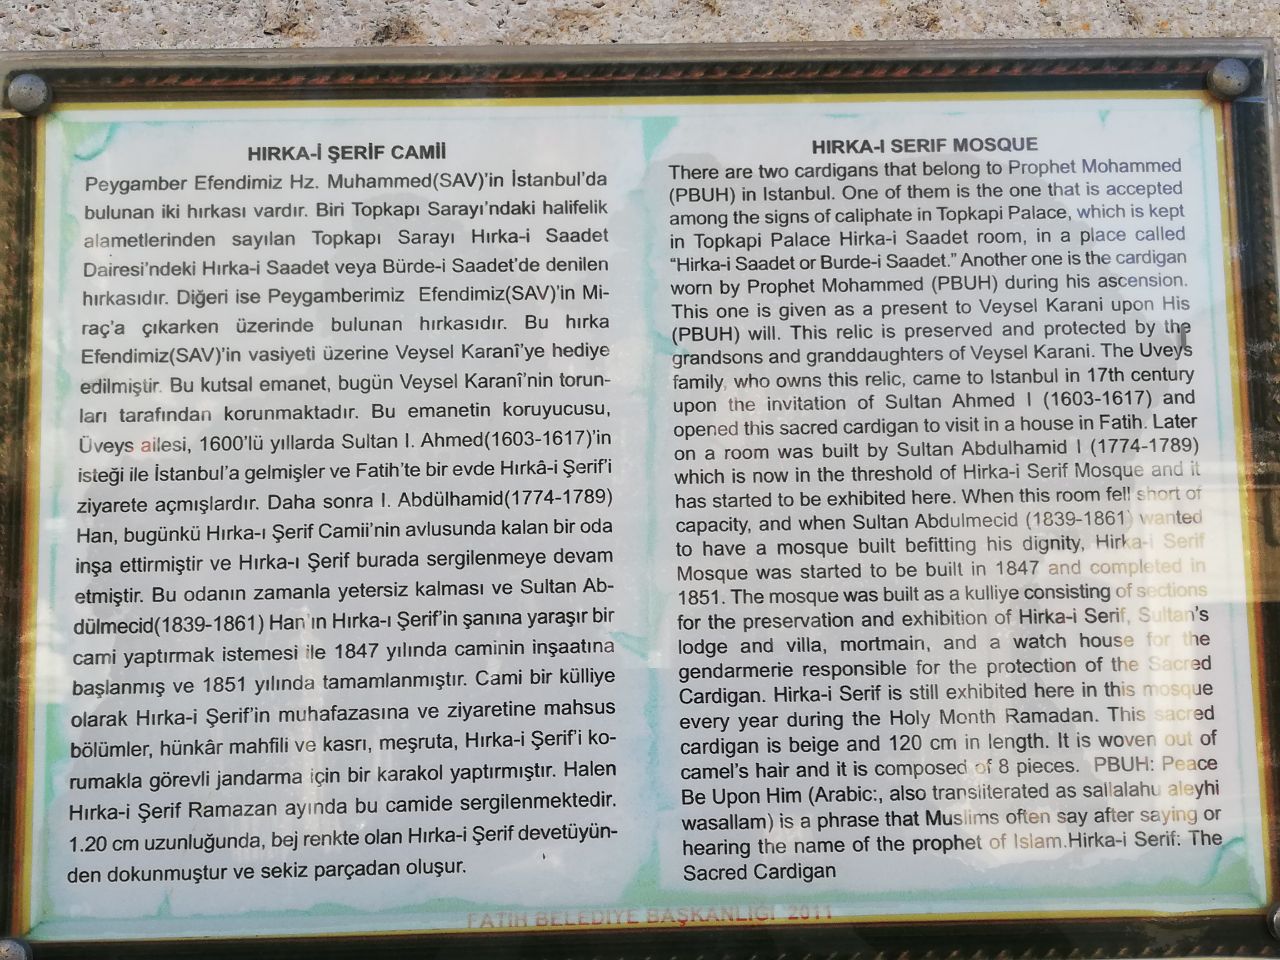 HIRKA-İ ŞERİF CAMİİ
Peygamber Efendimiz Hz. Muhammed(SAV)'in İstanbul'da
bulunan iki hırkası vardır. Biri Topkapı Sarayı'ndaki halifelik
alametlerinden sayılan Topkapı Sarayı Hırka-i Saadet
Dairesi'ndeki Hırka-i Saadet veya Bürde-i Saadet'de denilen
hırkasıdır. Diğeri ise Peygamberimiz Efendimiz(SAV)'in Mi-
raç'a çıkarken üzerinde bulunan hırkasıdır. Bu hırka
Efendimiz(SAV)'in vasiyeti üzerine Veysel Karanî'ye hediye
edilmiştir. Bu kutsal emanet, bugün Veysel Karanî'nin torun-
ları tarafından korunmaktadır. Bu emanetin koruyucusu,
Üveys ailesi, 1600'lü yıllarda Sultan I. Ahmed(1603-1617)'in
isteği ile İstanbul'a gelmişler ve Fatih'te bir evde Hırkâ-i Şerif'i
ziyarete açmışlardır. Daha sonra I. Abdülhamid(1774-1789)
Han, bugünkü Hırka-ı Şerif Camii'nin avlusunda kalan bir oda
inşa ettirmiştir ve Hırka-ı Şerif burada sergilenmeye devam
etmiştir. Bu odanın zamanla yetersiz kalması ve Sultan Ab-
dülmecid(1839-1861) Han'ın Hırka-ı Şerif'in şanına yaraşır bir
cami yaptırmak istemesi ile 1847 yılında caminin inşaatına
başlanmış ve 1851 yılında tamamlanmıştır. Cami bir külliye
olarak Hırka-i Şerif'in muhafazasına ve ziyaretine mahsus
bölümler, hünkâr mahfili ve kasrı, meşruta, Hırka-i Şerif'i ko-
rumakla görevli jandarma için bir karakol yaptırmıştır. Halen
Hırka-i Şerif Ramazan ayında bu camide sergilenmektedir.
1.20 cm uzunluğunda, bej renkte olan Hırka-i Şerif devetüyün-
den dokunmuştur ve sekiz parçadan oluşur.
HIRKA-I SERIF MOSQUE
There are two cardigans that belong to Prophet Mohammed
(PBUH) in Istanbul. One of them is the one that is accepted
among the signs of caliphate in Topkapi Palace, which is kept
in Topkapi Palace Hirka-i Saadet room, in a place called
"Hirka-i Saadet or Burde-i Saadet." Another one is the cardigan
worn by Prophet Mohammed (PBUH) during his ascension.
This one is given as a present to Veysel Karani upon His
(PBUH) will. This relic is preserved and protected by the
grandsons and granddaughters of Veysel Karani. The Uveys
family, who owns this relic, came to Istanbul in 17th century
upon the invitation of Sultan Ahmed I (1603-1617) and
opened this sacred cardigan to visit in a house in Fatih. Later
on a room was built by Sultan Abdulhamid I (1774-1789)
which is now in the threshold of Hirka-i Serif Mosque and it
has started to be exhibited here. When this room fell short of
capacity, and when Sultan Abdulmecid (1839-1861) wanted
to have a mosque built befitting his dignity, Hirka-i Serif
Mosque was started to be built in 1847 and completed in
1851. The mosque was built as a kulliye consisting of sections
for the preservation and exhibition of Hirka-i Serif, Sultan's
lodge and villa, mortmain, and a watch house for the
gendarmerie responsible for the protection of the Sacred
Cardigan. Hirka-i Serif is still exhibited here in this mosque
every year during the Holy Month Ramadan. This sacred
cardigan is beige and 120 cm in length. It is woven out of
camel's hair and it is composed of 8 pieces. PBUH: Peace
Be Upon Him (Arabic:, also transliterated as sallalahu aleyhi
wasallam) is a phrase that Muslims often say after saying or
hearing the name of the prophet of Islam.Hirka-i Serif: The
Sacred Cardigan
FATİH BELEDİYE BAŞKANLIĞI 2011